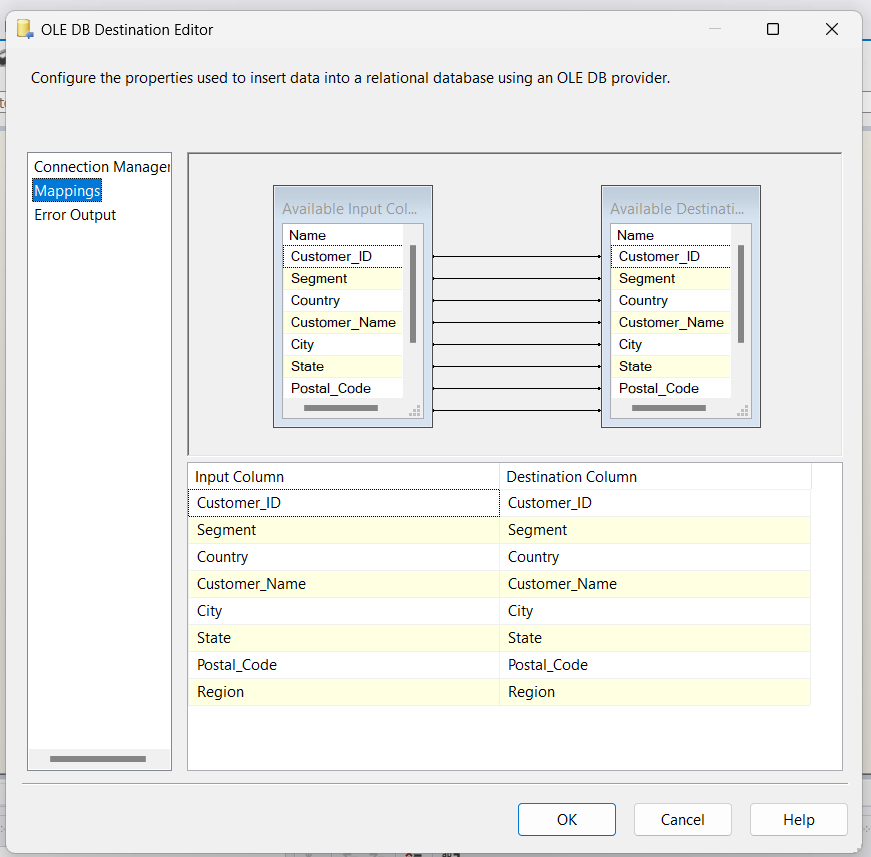 OLE DB Destination Editor
Configure the properties used to insert data into a relational database using an OLE DB provider.
Connection Manager
Mappings
Error Output
Available Input Col...
Name
Customer_ID
Segment
Country
Customer_Name
City
State
Postal_Code
Available Destinati...
Name
Customer_ID
Segment
Country
Customer_Name
City
State
Postal_Code
Input Column Destination Column
Customer_ID Customer_ID
Segment Segment
Country Country
Customer_Name Customer_Name
City City
State State
Postal_Code Postal_Code
Region Region
OK Cancel Help